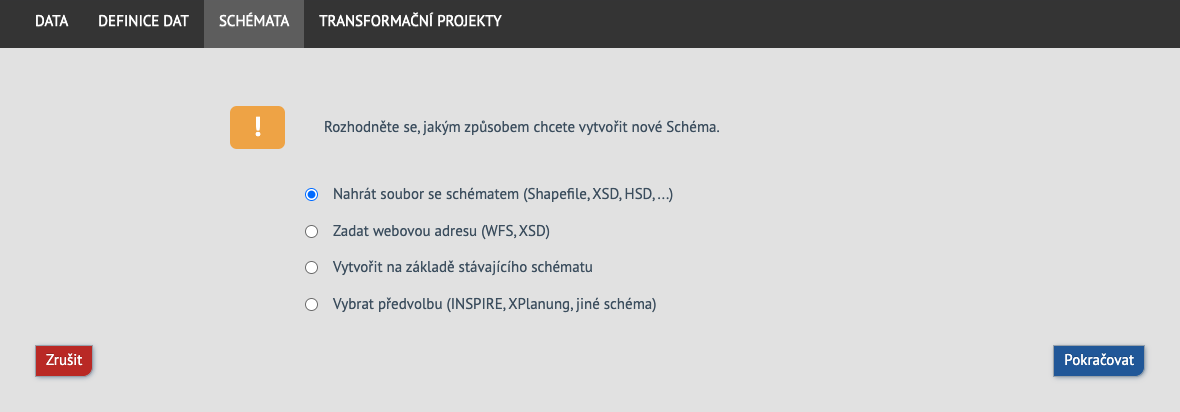 DATA DEFINICE DAT SCHÉMATA TRANSFORMAČNÍ PROJEKTY
!
Rozhodněte se, jakým způsobem chcete vytvořit nové Schéma.
Nahrát soubor se schématem (Shapefile, XSD, HSD, ...)
Zadat webovou adresu (WFS, XSD)
Vytvořit na základě stávajícího schématu
Vybrat předvolbu (INSPIRE, XPlanung, jiné schéma)
Zrušit Pokračovat